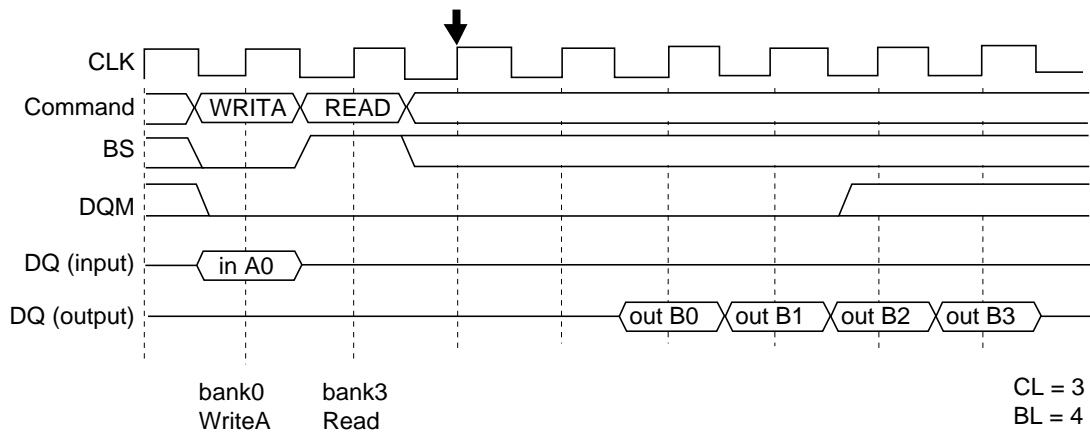 CLK
Command WRITA READ
BS
DQM
DQ (input) in A0
DQ (output) out B0 out B1 out B2 out B3
bank0 bank3 CL = 3
WriteA Read BL = 4